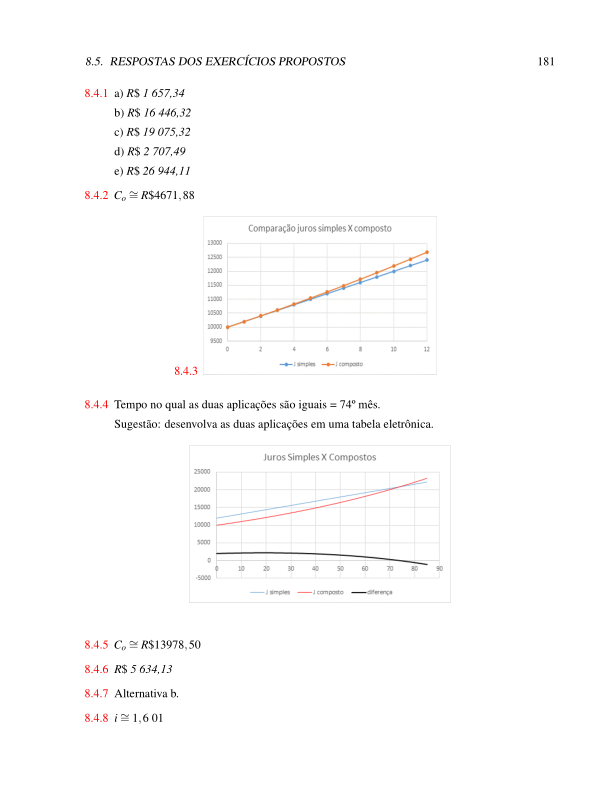 8.5. RESPOSTAS DOS EXERCÍCIOS PROPOSTOS 181
8.4.1 a) R$ 1 657,34
b) R$ 16 446,32
c) R$ 19 075,32
d) R$ 2 707,49
e) R$ 26 944,11
8.4.2 Cₒ ≅ R$4671,88
Comparação juros simples X composto
13000
12500
12000
11500
11000
10500
10000
9500
0 2 4 6 8 10 12
J simples J composto
8.4.3
8.4.4 Tempo no qual as duas aplicações são iguais = 74º mês.
Sugestão: desenvolva as duas aplicações em uma tabela eletrônica.
Juros Simples X Compostos
25000
20000
15000
10000
5000
0
0 10 20 30 40 50 60 70 80 90
-5000
J simples J composto diferença
8.4.5 Cₒ ≅ R$13978,50
8.4.6 R$ 5 634,13
8.4.7 Alternativa b.
8.4.8 i ≅ 1,6 01